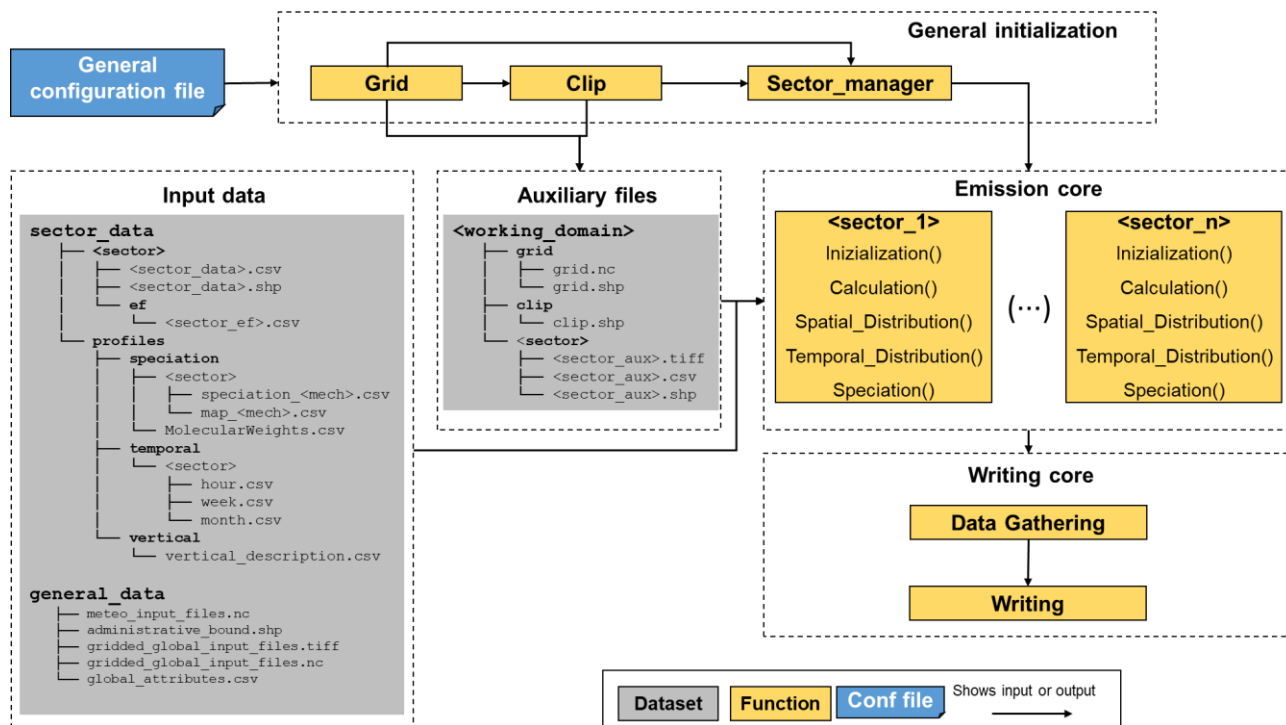 General initialization
General
configuration file
Grid
Clip
Sector_manager
Input data
sector_data
├── <sector>
│ ├── <sector_data>.csv
│ ├── <sector_data>.shp
│ └── ef
│ └── <sector_ef>.csv
└── profiles
├── speciation
│ ├── <sector>
│ │ ├── speciation_<mech>.csv
│ │ └── map_<mech>.csv
│ └── MolecularWeights.csv
├── temporal
│ └── <sector>
│ ├── hour.csv
│ ├── week.csv
│ └── month.csv
└── vertical
└── vertical_description.csv
general_data
├── meteo_input_files.nc
├── administrative_bound.shp
├── gridded_global_input_files.tiff
├── gridded_global_input_files.nc
└── global_attributes.csv
Auxiliary files
<working_domain>
├── grid
│ ├── grid.nc
│ └── grid.shp
├── clip
│ └── clip.shp
└── <sector>
├── <sector_aux>.tiff
├── <sector_aux>.csv
└── <sector_aux>.shp
Emission core
<sector_1>
Inizialization()
Calculation()
Spatial_Distribution()
Temporal_Distribution()
Speciation()
(...)
<sector_n>
Inizialization()
Calculation()
Spatial_Distribution()
Temporal_Distribution()
Speciation()
Writing core
Data Gathering
Writing
Dataset
Function
Conf file
Shows input or output